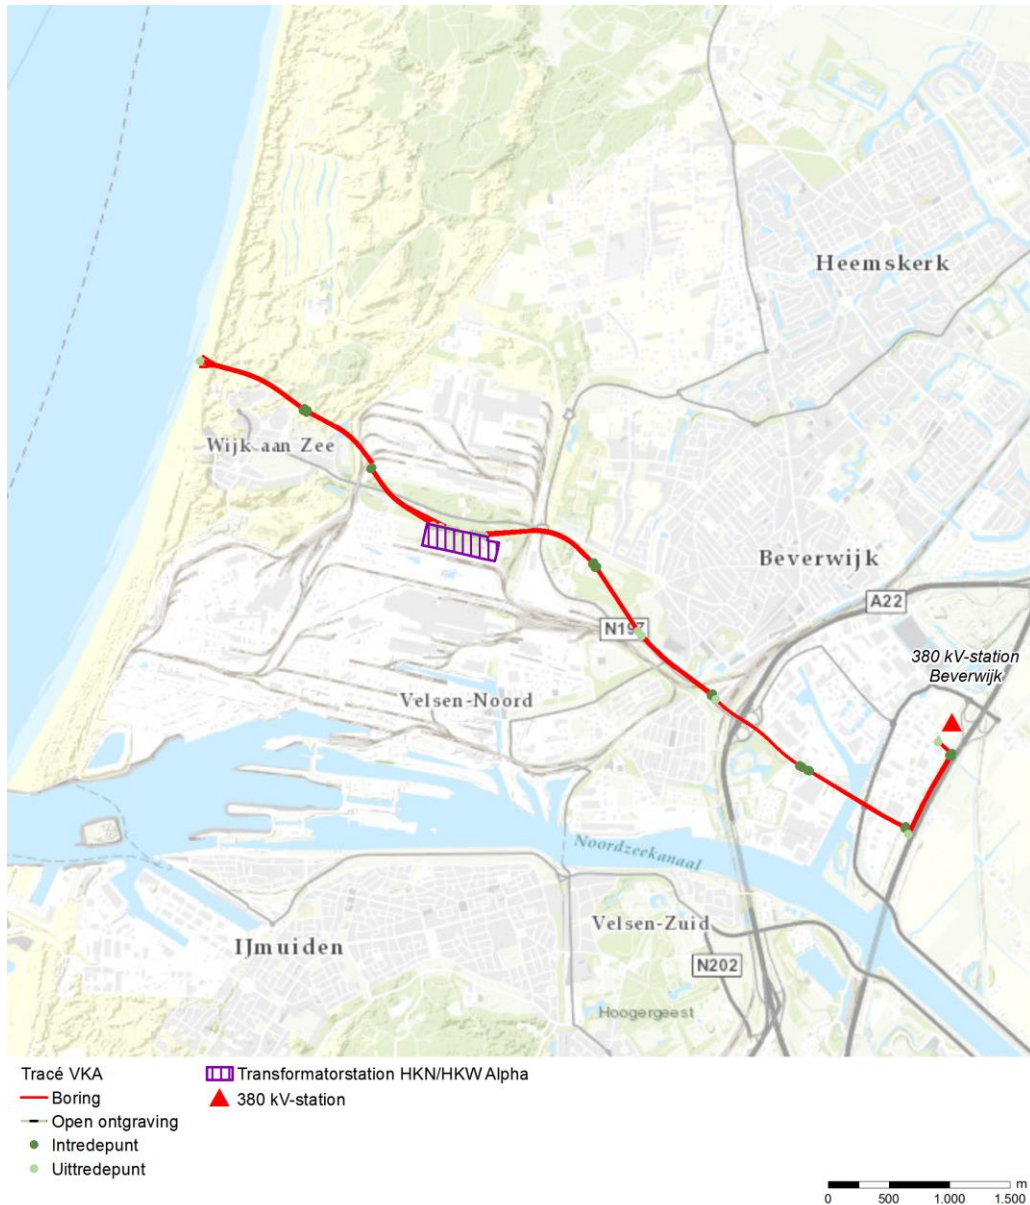 Heemskerk
Wijk aan Zee
Beverwijk
A22
N197
380 kV-station
Beverwijk
Velsen-Noord
Noordzeekanaal
Velsen-Zuid
IJmuiden
N202
Hoogergeest
Tracé VKA
Boring
Open ontgraving
Intredepunt
Uittredepunt
Transformatorstation HKN/HKW Alpha
380 kV-station
m
0 500 1.000 1.500